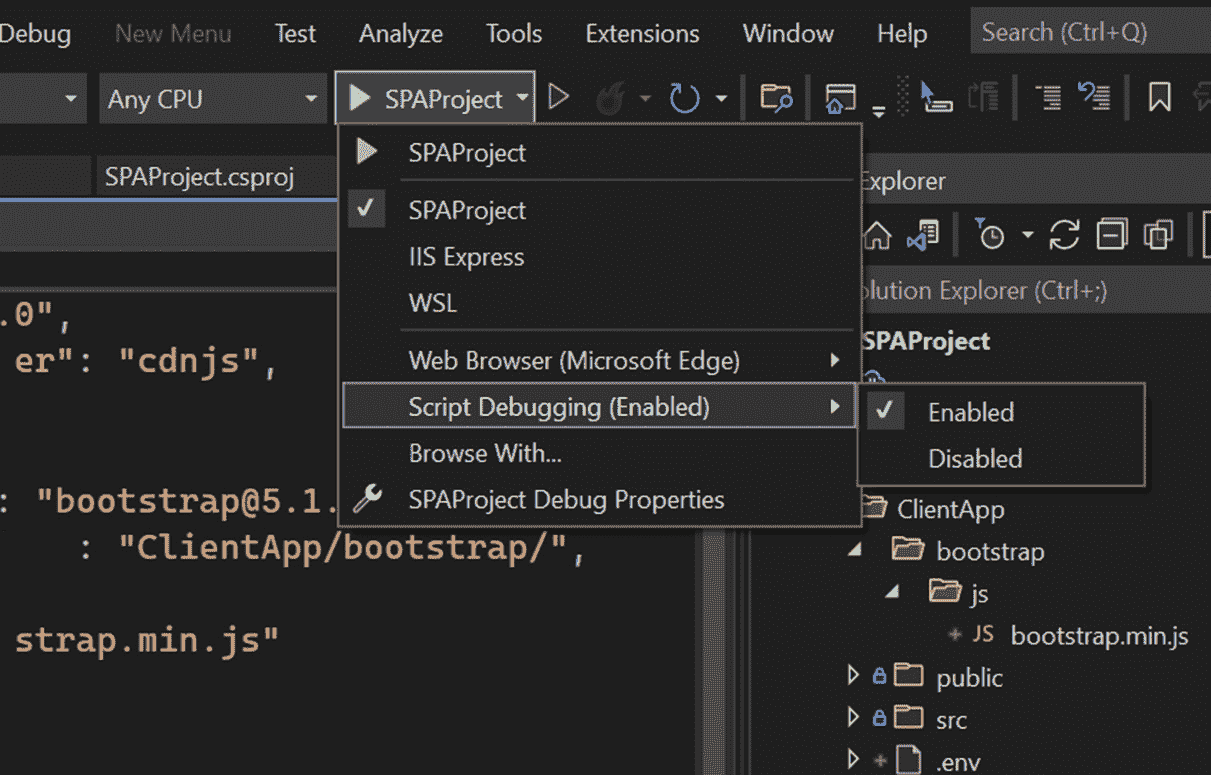 Debug New Menu Test Analyze Tools Extensions Window Help Search (Ctrl+Q)
Any CPU SPAProject
SPAProject
SPAProject.csproj
Explorer
SPAProject
IIS Express
WSL
olution Explorer (Ctrl+;)
.0",
er": "cdnjs",
SPAProject
Web Browser (Microsoft Edge)
Script Debugging (Enabled)
Enabled
Disabled
Browse With...
SPAProject Debug Properties
: "bootstrap@5.1.
ClientApp
: "ClientApp/bootstrap/",
bootstrap
js
strap.min.js"
JS bootstrap.min.js
public
src
.env